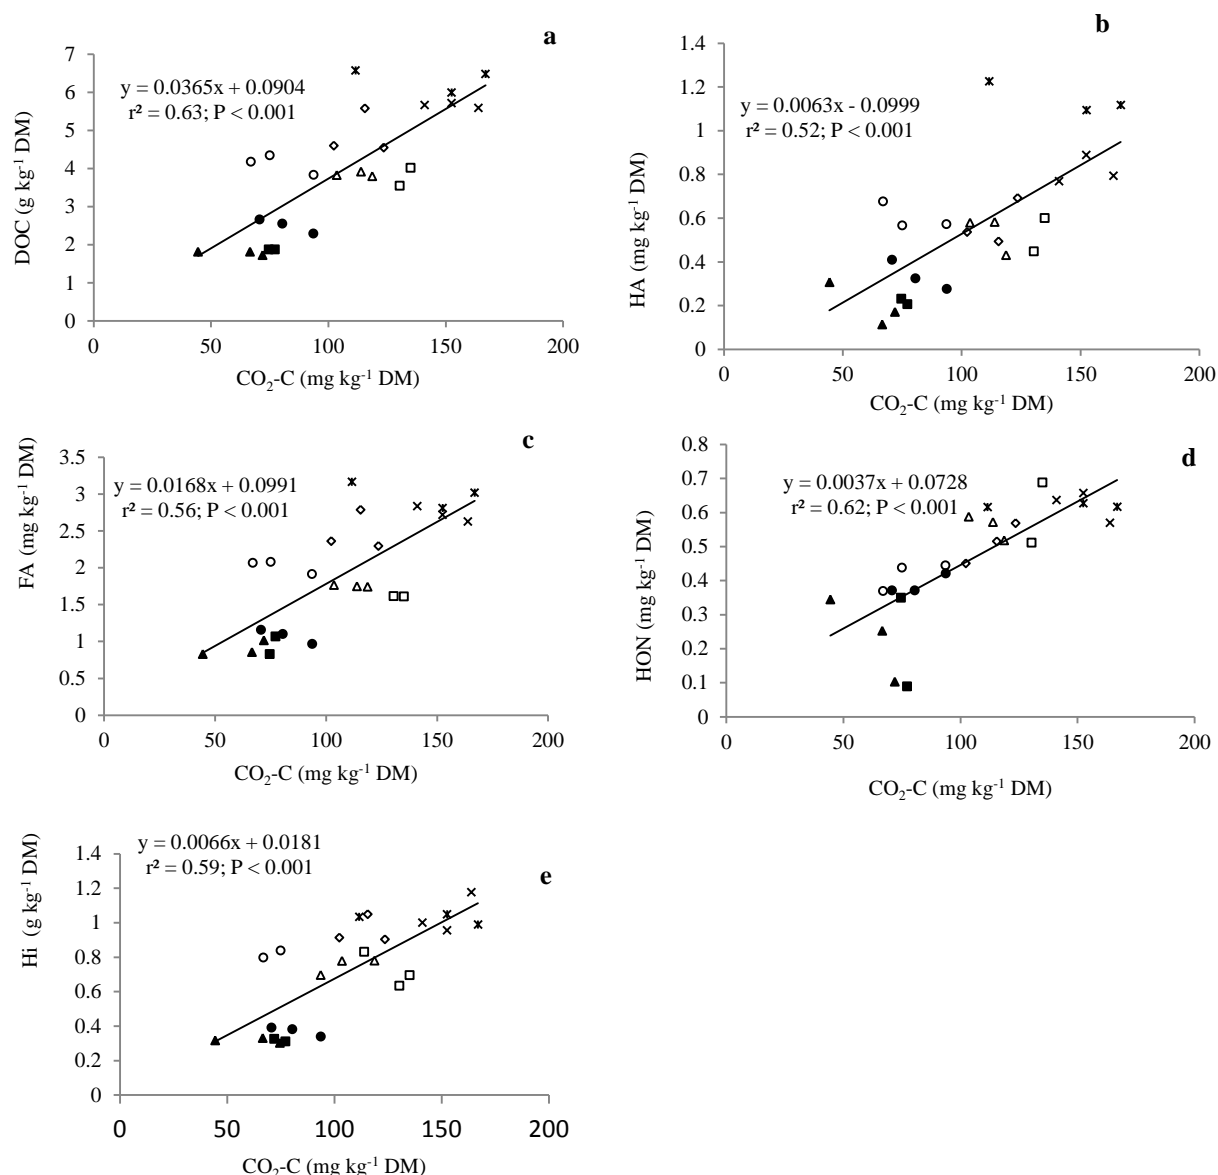 a
y = 0.0365x + 0.0904
r² = 0.63; P < 0.001
DOC (g kg⁻¹ DM)
7
6
5
4
3
2
1
0
0 50 100 150 200
CO₂-C (mg kg⁻¹ DM)
b
y = 0.0063x - 0.0999
r² = 0.52; P < 0.001
HA (mg kg⁻¹ DM)
1.4
1.2
1
0.8
0.6
0.4
0.2
0
0 50 100 150 200
CO₂-C (mg kg⁻¹ DM)
c
y = 0.0168x + 0.0991
r² = 0.56; P < 0.001
FA (mg kg⁻¹ DM)
3.5
3
2.5
2
1.5
1
0.5
0
0 50 100 150 200
CO₂-C (mg kg⁻¹ DM)
d
y = 0.0037x + 0.0728
r² = 0.62; P < 0.001
HON (mg kg⁻¹ DM)
0.8
0.7
0.6
0.5
0.4
0.3
0.2
0.1
0
0 50 100 150 200
CO₂-C (mg kg⁻¹ DM)
e
y = 0.0066x + 0.0181
r² = 0.59; P < 0.001
Hi (g kg⁻¹ DM)
1.4
1.2
1
0.8
0.6
0.4
0.2
0
0 50 100 150 200
CO₂-C (mg kg⁻¹ DM)